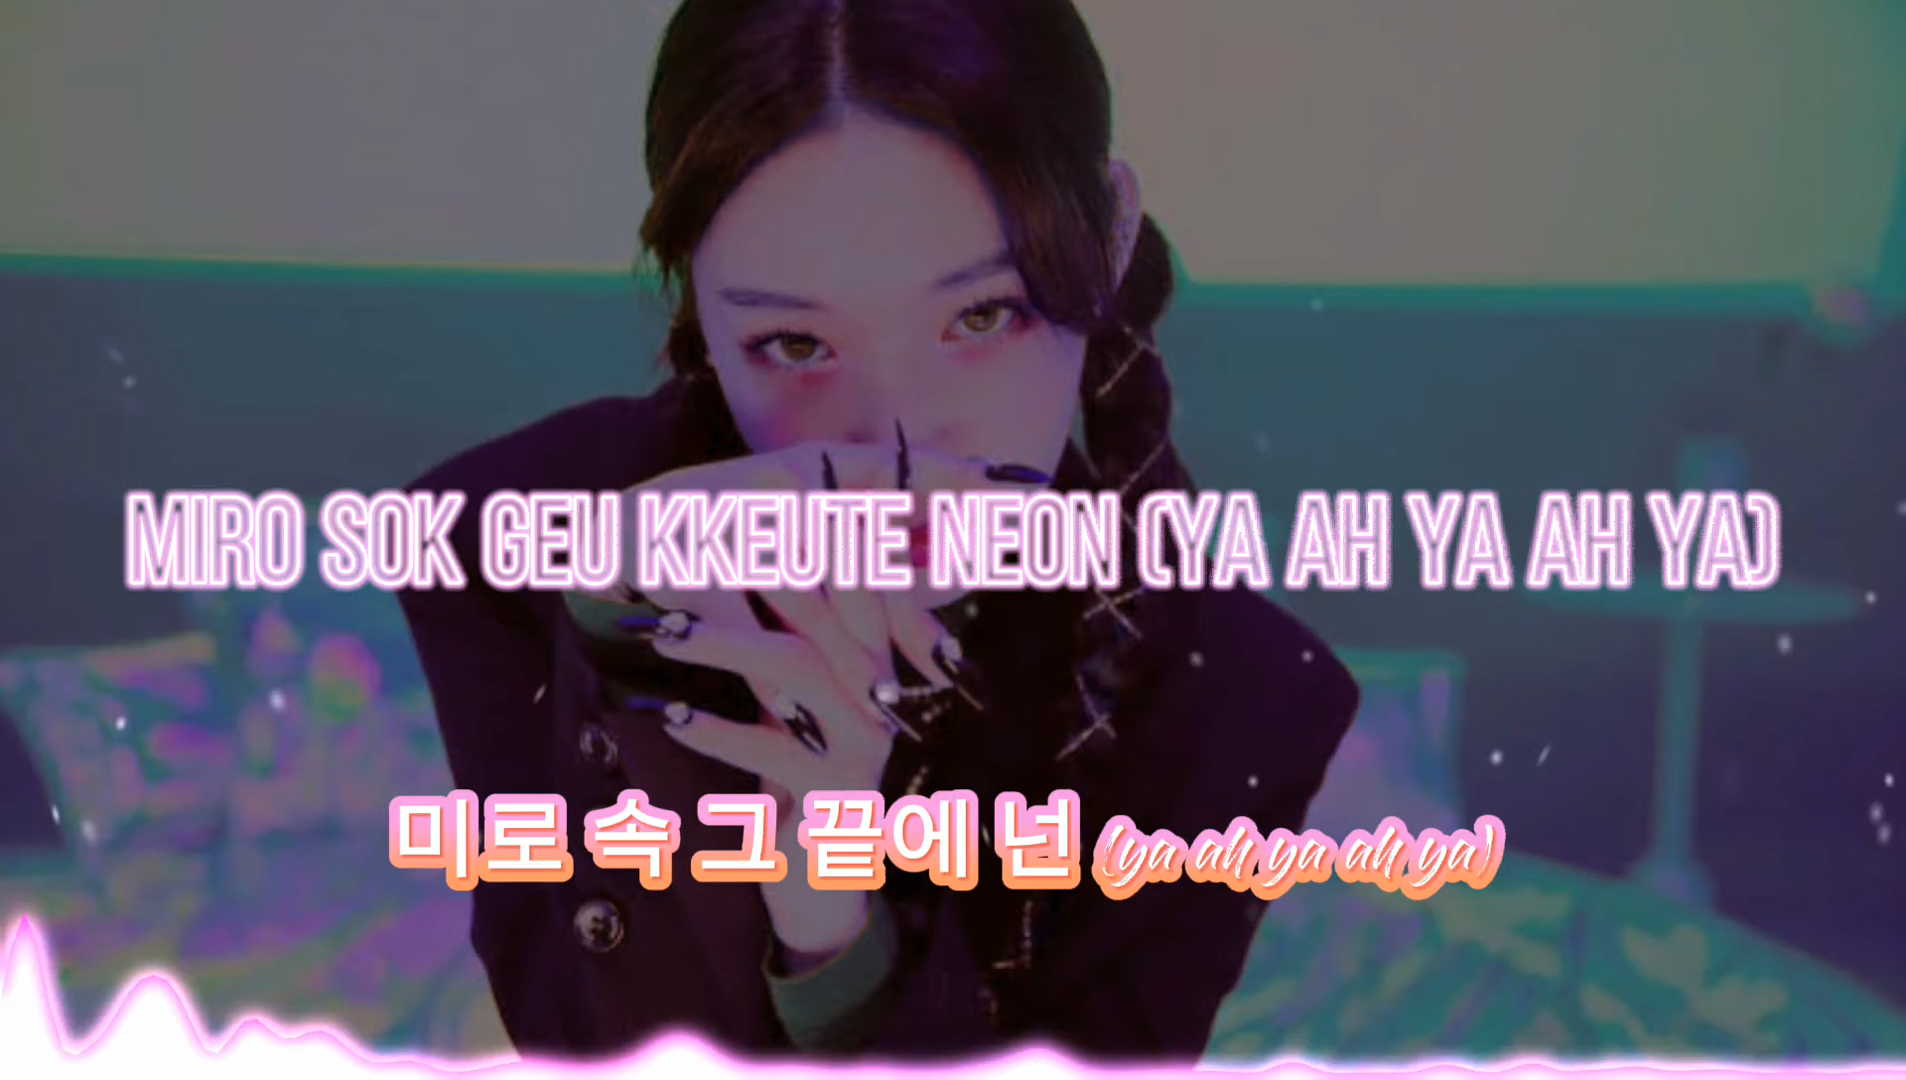 MIRO SOK GEU KKEUTE NEON (YA AH YA AH YA)
미로 속 그 끝에 넌 (ya ah ya ah ya)